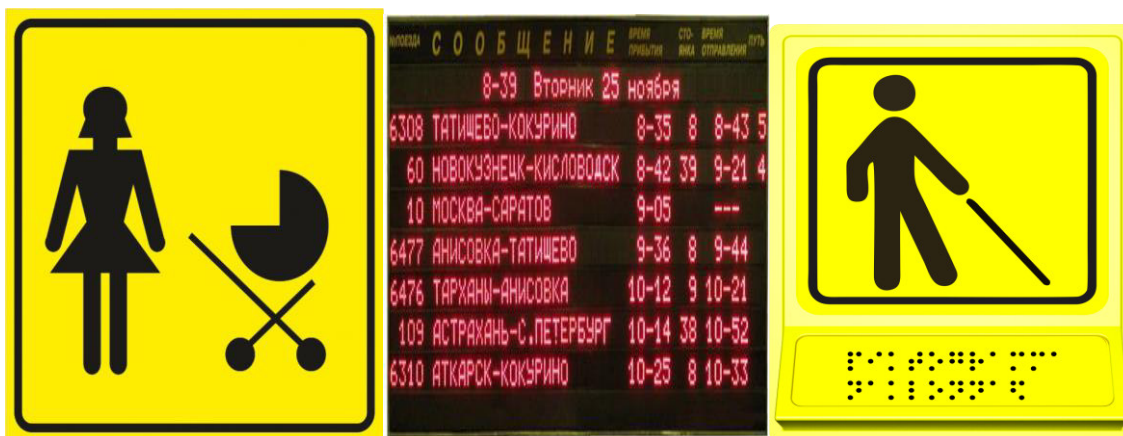 №ПОЕЗДА СООБЩЕНИЕ ВРЕМЯ ПРИБЫТИЯ СТО-ЯНКА ВРЕМЯ ОТПРАВЛЕНИЯ ПУТЬ
8-39 Вторник 25 ноября
6308 ТАТИЩЕВО-КОКУРИНО 8-35 8 8-43 5
60 НОВОКУЗНЕЦК-КИСЛОВОДСК 8-42 39 9-21 4
10 МОСКВА-САРАТОВ 9-05 ---
6477 АНИСОВКА-ТАТИЩЕВО 9-36 8 9-44
6476 ТАРХАНЫ-АНИСОВКА 10-12 9 10-21
109 АСТРАХАНЬ-С.ПЕТЕРБУРГ 10-14 38 10-52
6310 АТКАРСК-КОКУРИНО 10-25 8 10-33